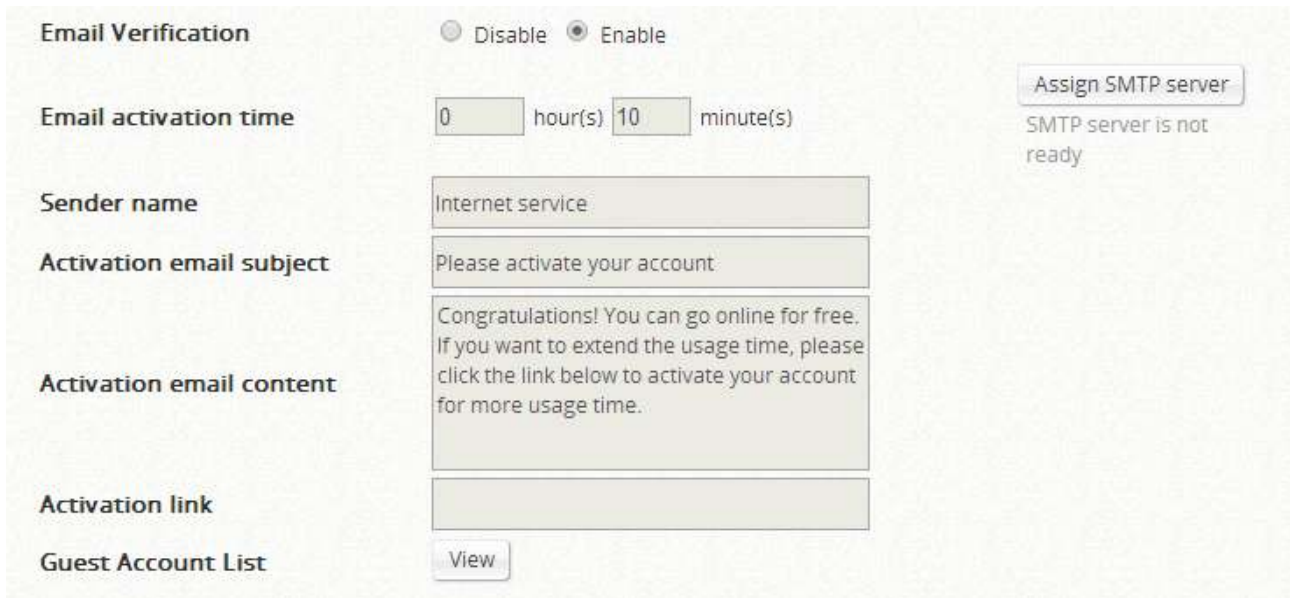 Email Verification Disable Enable
Assign SMTP server
Email activation time 0 hour(s) 10 minute(s)
SMTP server is not
ready
Sender name Internet service
Activation email subject Please activate your account
Congratulations! You can go online for free.
If you want to extend the usage time, please
click the link below to activate your account
for more usage time.
Activation email content
Activation link
Guest Account List View